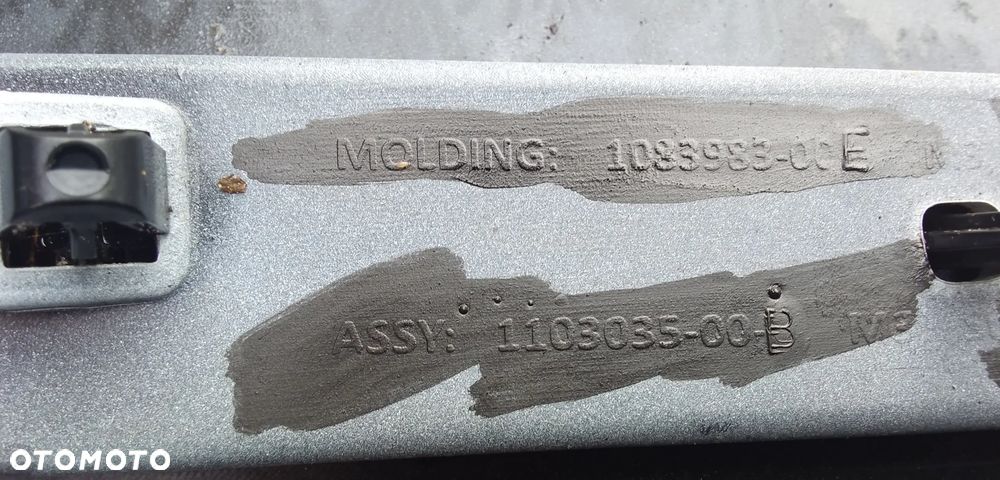 MOLDING: 1083983-00 E
ASSY: 1103035-00-B
OTOMOTO